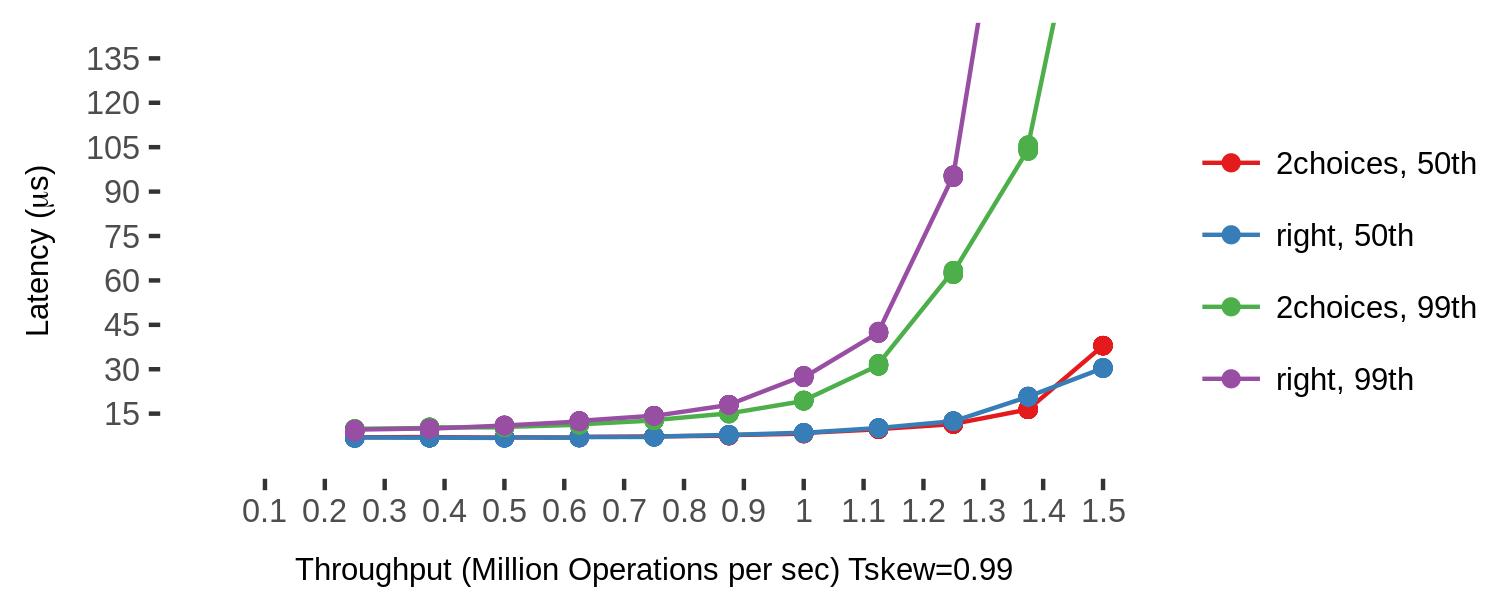 135
120
105
90
75
60
45
30
15
Latency (µs)
0.1 0.2 0.3 0.4 0.5 0.6 0.7 0.8 0.9 1 1.1 1.2 1.3 1.4 1.5
Throughput (Million Operations per sec) Tskew=0.99
2choices, 50th
right, 50th
2choices, 99th
right, 99th